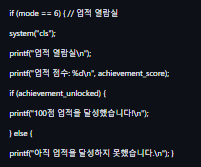 if (mode == 6) { // 업적 열람실
system("cls");
printf("업적 열람실\n");
printf("업적 점수: %d\n", achievement_score);
if (achievement_unlocked) {
printf("100점 업적을 달성했습니다!\n");
} else {
printf("아직 업적을 달성하지 못했습니다.\n"); }